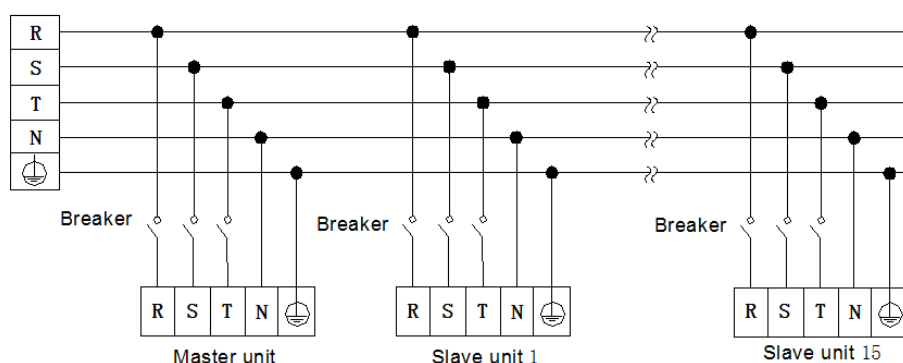 R
S
T
N
Breaker
Breaker
Breaker
R S T N
R S T N
R S T N
Master unit
Slave unit 1
Slave unit 15